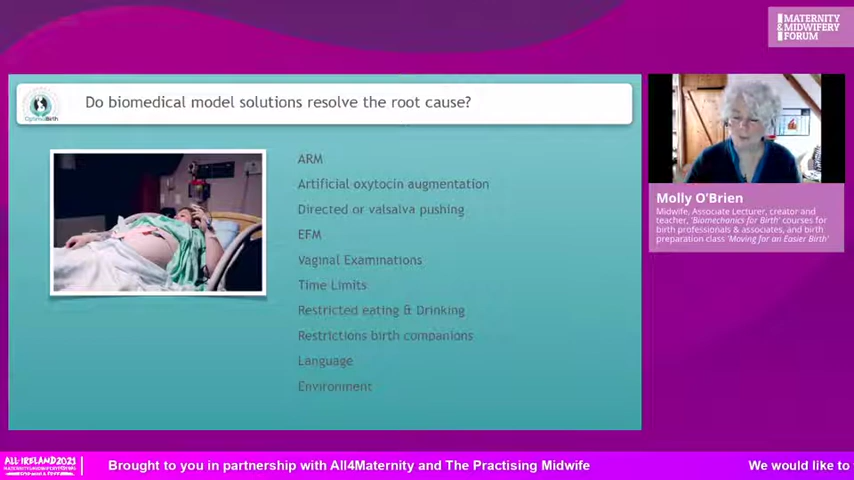 MATERNITY
& MIDWIFERY
FORUM
Do biomedical model solutions resolve the root cause?
ARM
Artificial oxytocin augmentation
Directed or valsalva pushing
EFM
Vaginal Examinations
Time Limits
Restricted eating & Drinking
Restrictions birth companions
Language
Environment
Molly O'Brien
Midwife, Associate Lecturer, creator and
teacher, 'Biomechanics for Birth' courses for
birth professionals & associates, and birth
preparation class 'Moving for an Easier Birth'
ALL-IRELAND2021
Brought to you in partnership with All4Maternity and The Practising Midwife
We would like to